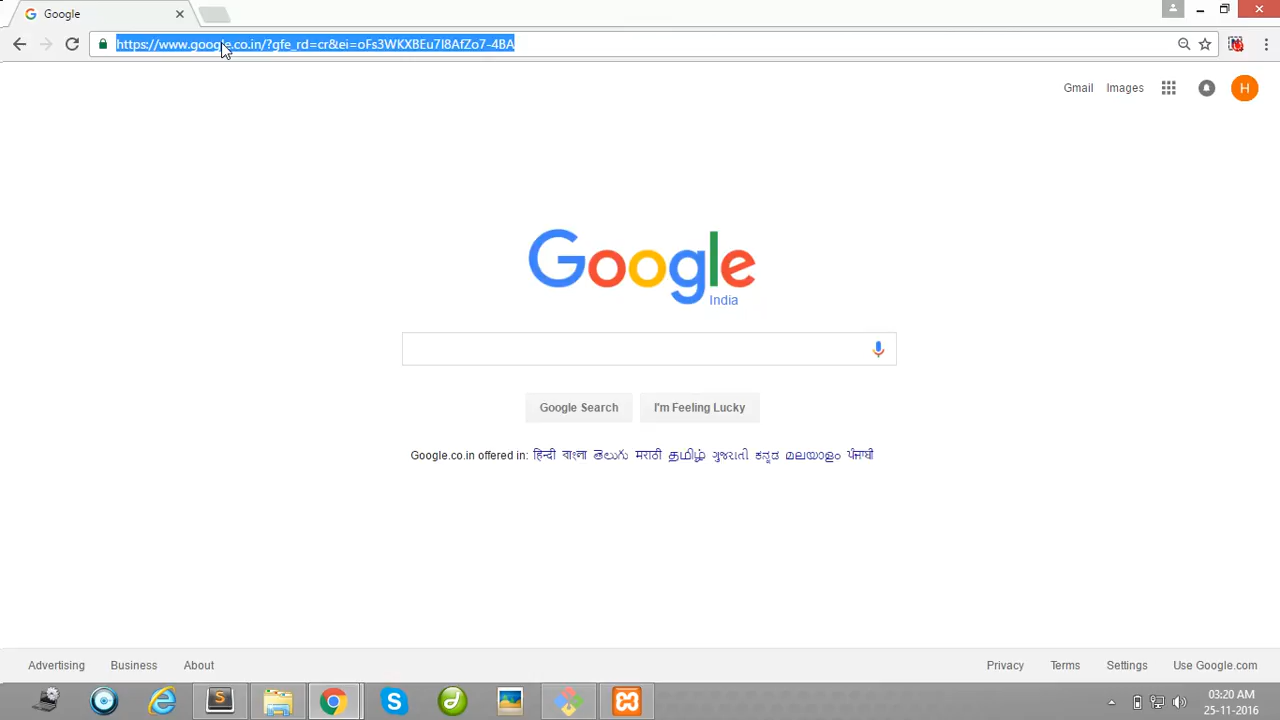 Google
https://www.google.co.in/?gfe_rd=cr&ei=oFs3WKXBEu7I8AfZo7-4BA
Gmail Images H
Google
India
Google Search I'm Feeling Lucky
Google.co.in offered in: हिन्दी বাংলা తెలుగు मराठी தமிழ் ગુજરાતી ಕನ್ನಡ മലയാളം ਪੰਜਾਬੀ
Advertising Business About Privacy Terms Settings Use Google.com
03:20 AM
25-11-2016